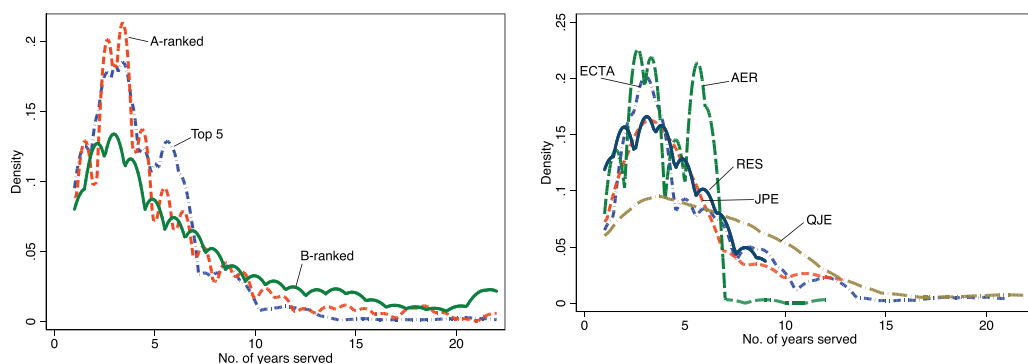 .2
.15
.1
.05
0
Density
A-ranked
Top 5
B-ranked
0 5 10 15 20
No. of years served
.25
.2
.15
.1
.05
0
Density
ECTA
AER
RES
JPE
QJE
0 5 10 15 20
No. of years served